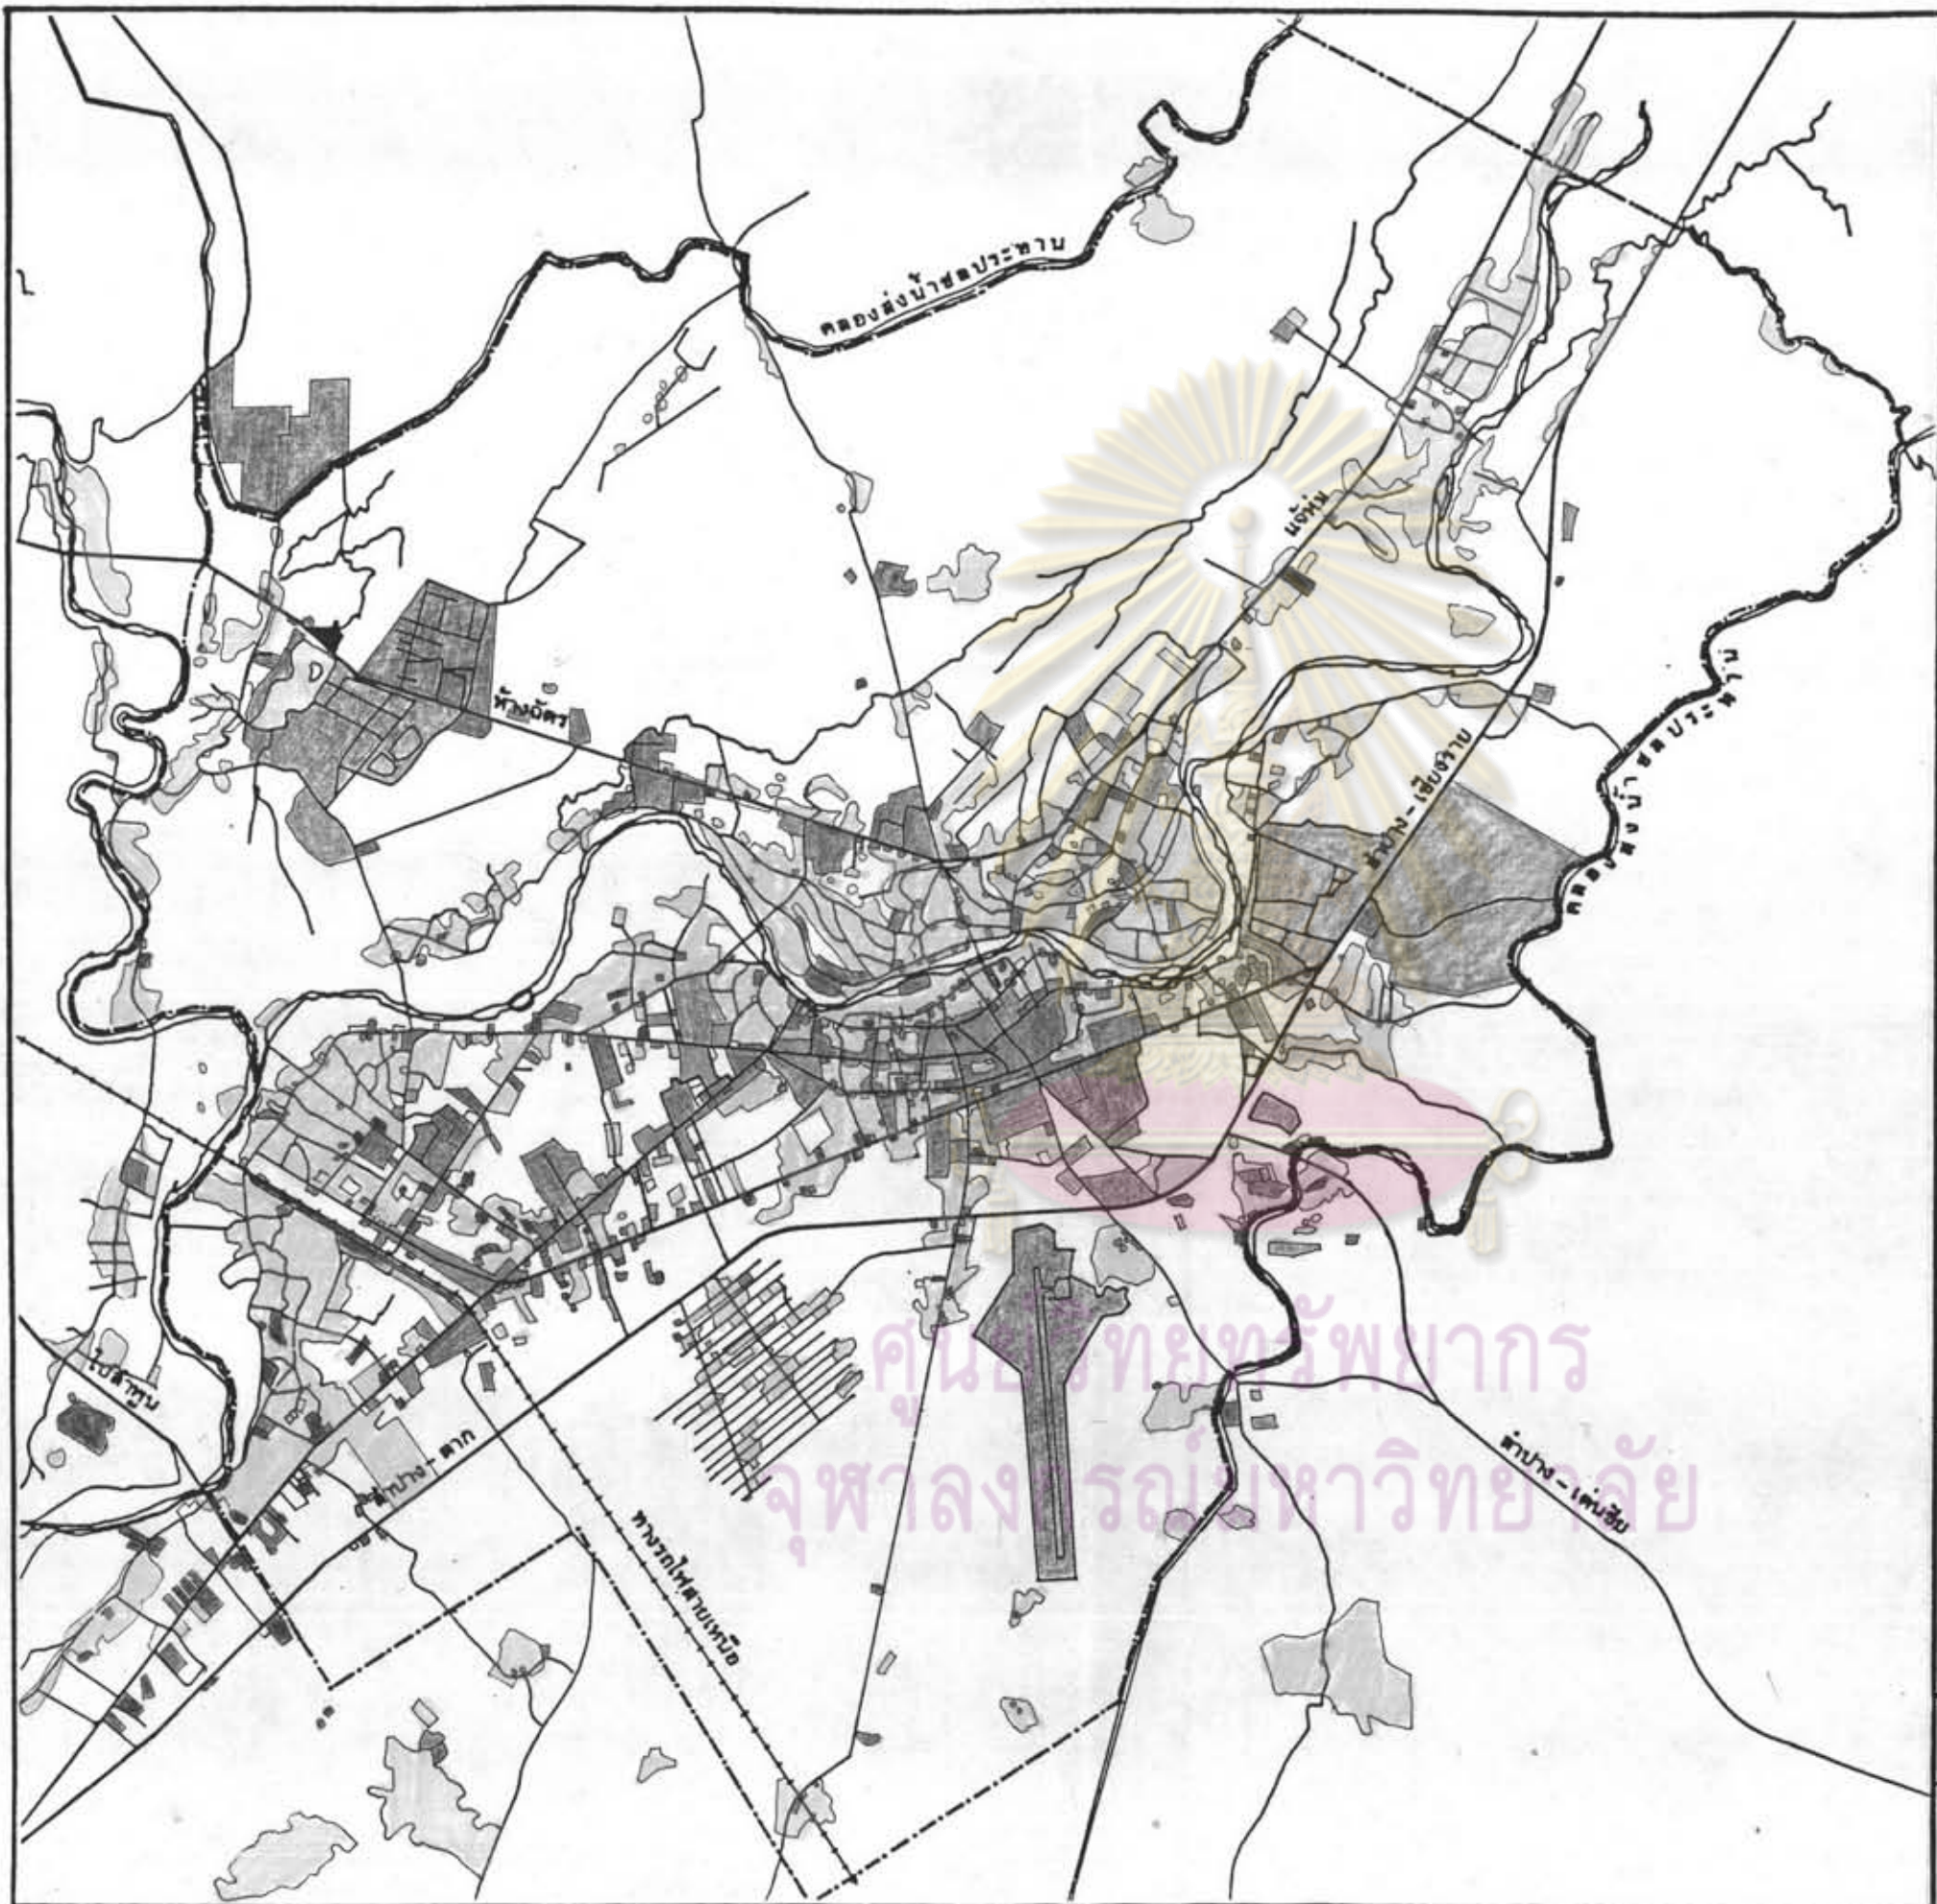 คลองส่งน้ำชลประทาน
แจ้ห่ม
ห้างฉัตร
คลองส่งน้ำชลประทาน
ลำปาง-เชียงราย
ศูนย์วิทยทรัพยากร
ไปลำพูน
ลำปาง-ตาก
จุฬาลงกรณ์มหาวิทยาลัย
ลำปาง-เด่นชัย
ทางรถไฟสายเหนือ